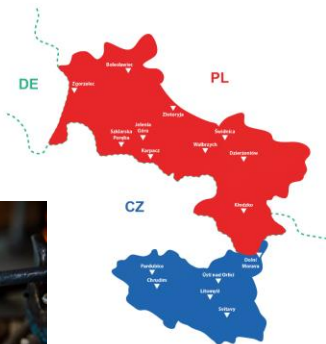 Bolesławiec
DE
PL
Zgorzelec
Złotoryja
Szklarska
Poręba
Jelenia
Góra
Karpacz
Świdnica
Wałbrzych
Dzierżoniów
Kłodzko
CZ
Dolní
Morava
Pardubice
Ústí nad Orlicí
Chrudim
Litomyšl
Svitavy